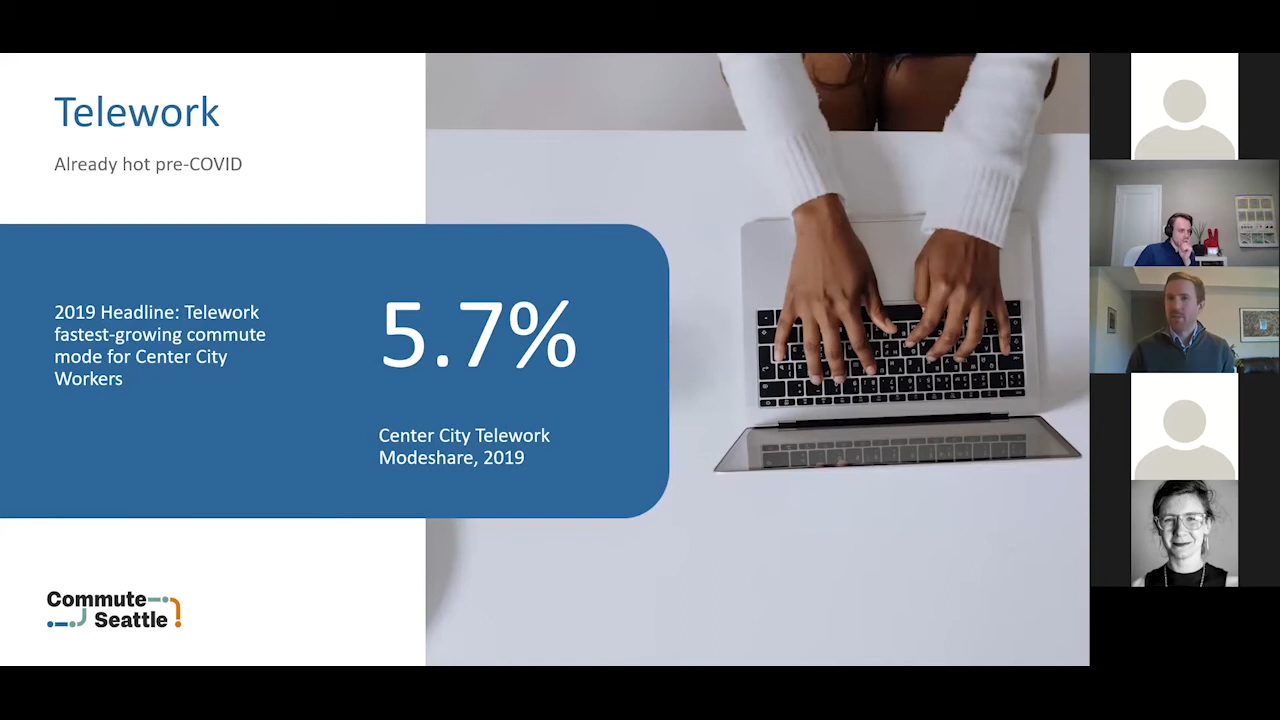 Telework
Already hot pre-COVID
2019 Headline: Telework
fastest-growing commute
mode for Center City
Workers
5.7%
Center City Telework
Modeshare, 2019
Commute
Seattle